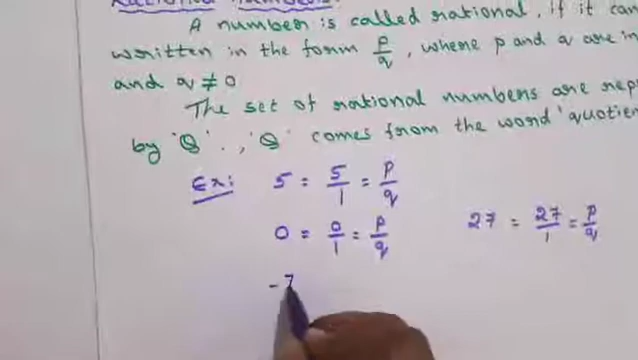 Rational Numbers:
A number is called rational, if it can
written in the form p/q, where p and q are in
and q ≠ 0
The set of rational numbers are rep
by 'Q'., 'Q' comes from the word 'quotien
Ex: 5 = 5/1 = p/q
0 = 0/1 = p/q 27 = 27/1 = p/q
-7